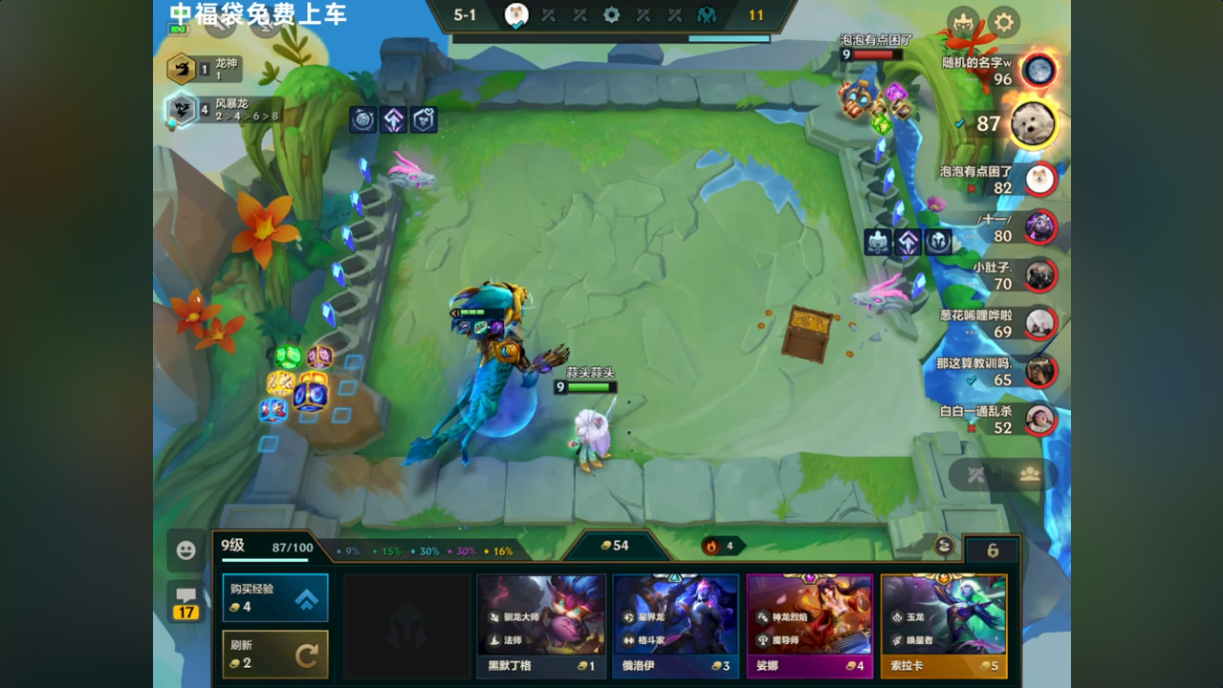 中福袋免费上车
5-1
11
1
龙神
1
4
风暴龙
2 > 4 > 6 > 8
泡泡有点困了
9
随机的名字w
96
87
泡泡有点困了
82
/十一/
80
小肚子.
70
葱花唏哩哗啦
69
那这算教训吗.
65
白白一通乱杀
52
蒜头蒜头
9
9级
87/100
9%
15%
30%
30%
16%
54
4
6
17
购买经验
4
刷新
2
驯龙大师
法师
黑默丁格
1
星界龙
格斗家
俄洛伊
3
神龙烈焰
魔导师
娑娜
4
玉龙
唤星者
索拉卡
5